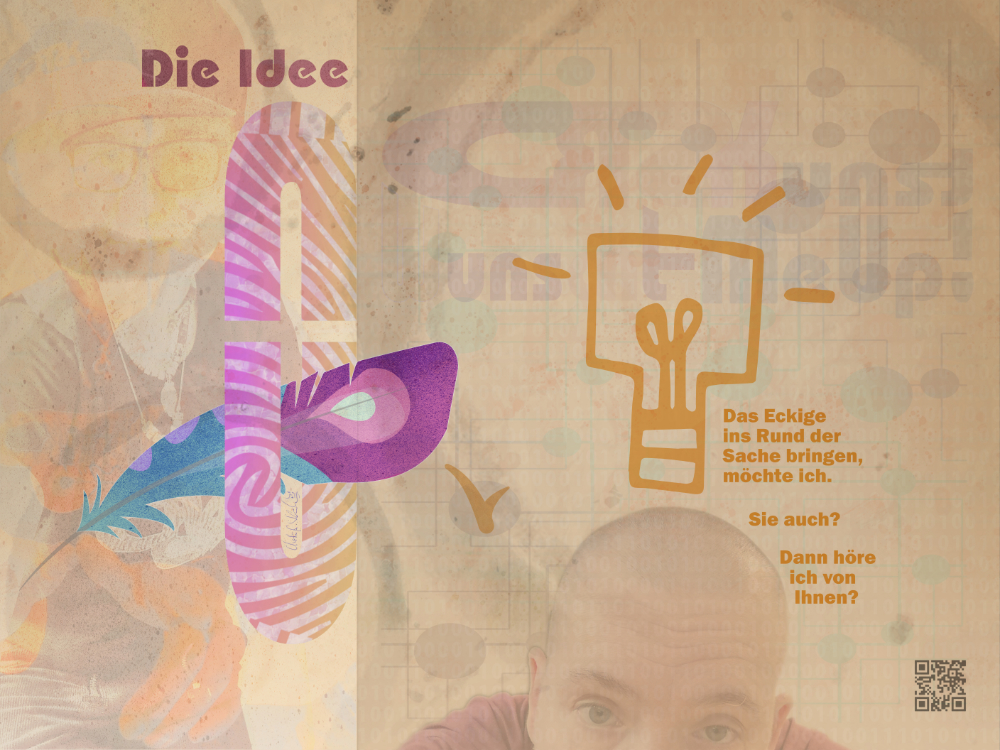 Die Idee
Das Eckige
ins Rund der
Sache bringen,
möchte ich.
Sie auch?
Dann höre
ich von
Ihnen?